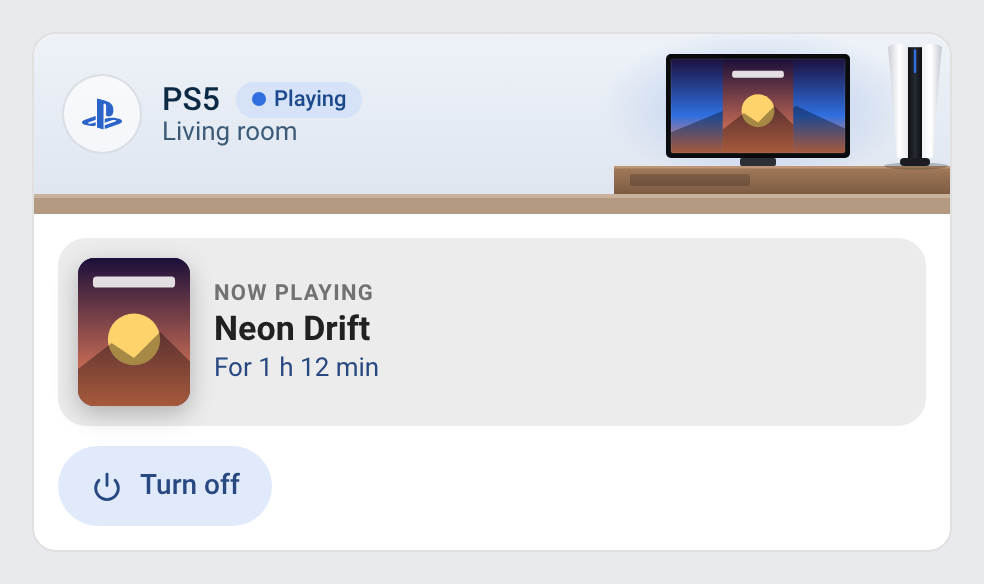 PS5
Playing
Living room
NOW PLAYING
Neon Drift
For 1 h 12 min
Turn off